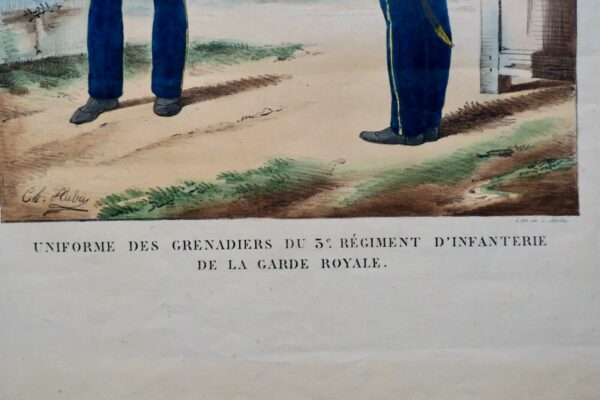 UNIFORME DES GRENADIERS DU 3e. RÉGIMENT D'INFANTERIE
DE LA GARDE ROYALE.